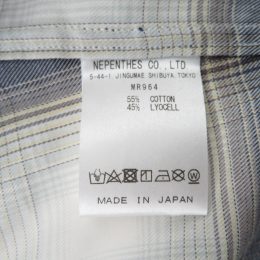 NEPENTHES CO., LTD
5-44-1 JINGUMAE SHIBUYA, TOKYO
MR964
55% COTTON
45% LYOCELL
MADE IN JAPAN